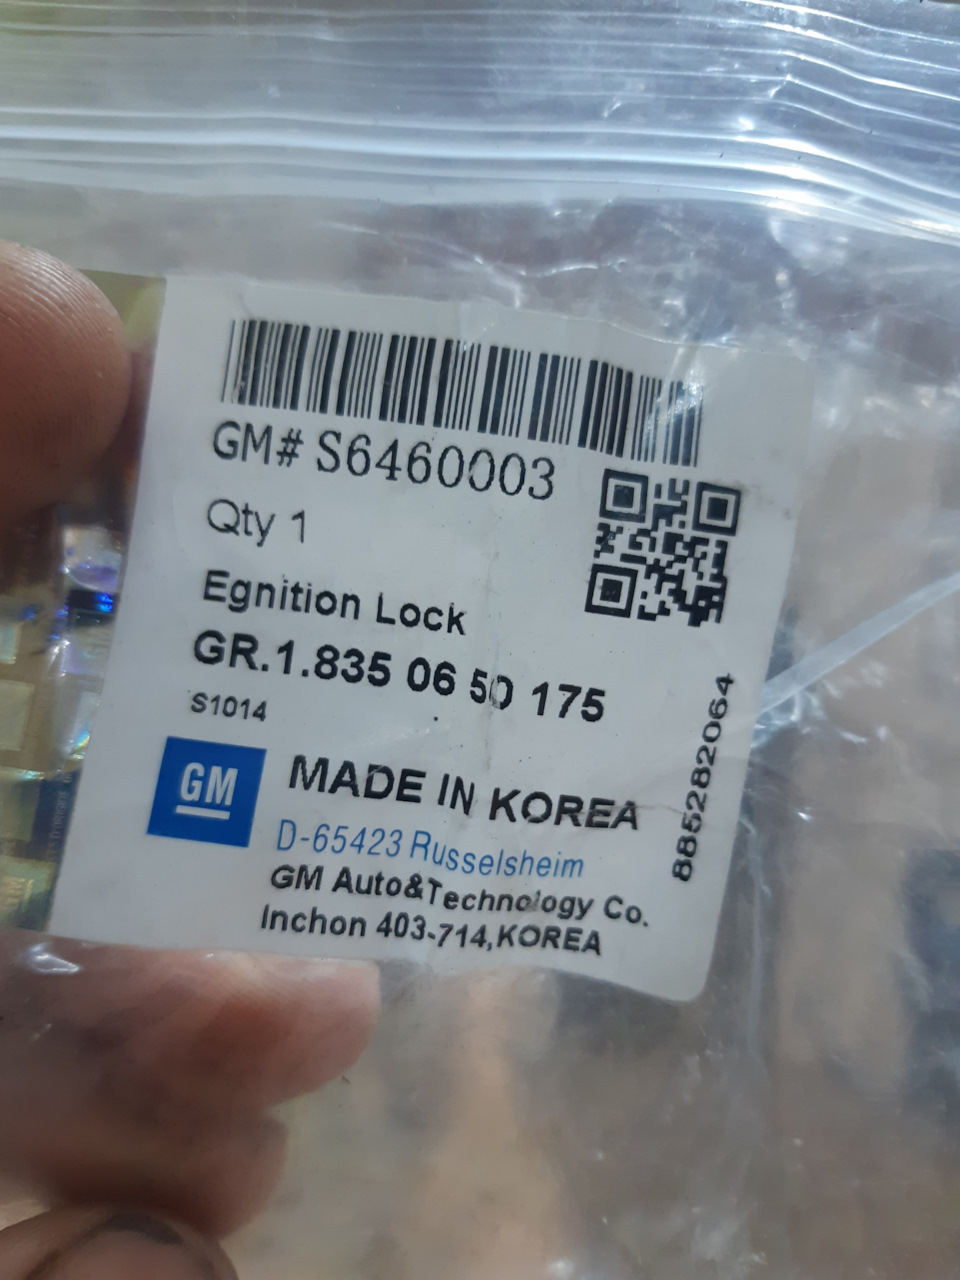 GM# S6460003
Qty 1
Egnition Lock
GR.1.835 06 50 175
S1014
GM
MADE IN KOREA
D-65423 Russelsheim
GM Auto&Technology Co.
Inchon 403-714,KOREA
885282064